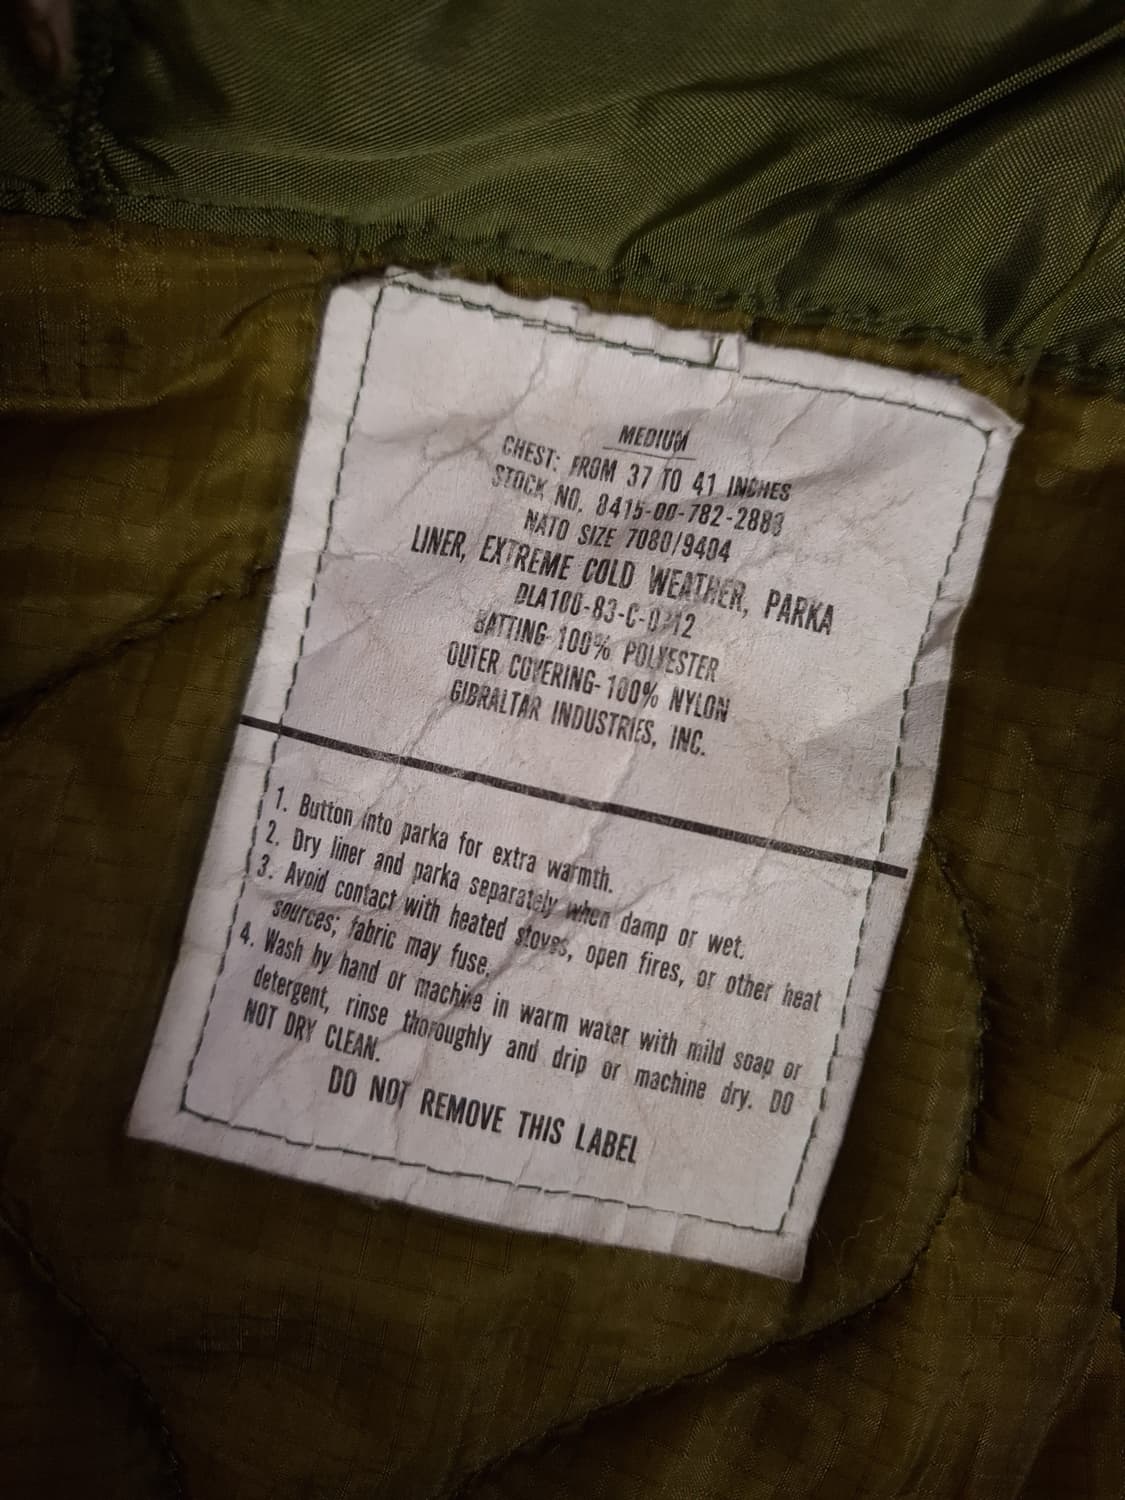 MEDIUM
CHEST: FROM 37 TO 41 INCHES
STOCK NO. 8415-00-782-2883
NATO SIZE 7080/9404
LINER, EXTREME COLD WEATHER, PARKA
BATTING-100% POLYESTER
OUTER COVERING-100% NYLON
GIBRALTAR INDUSTRIES, INC.
1. Button into parka for extra warmth.
2. Dry liner and parka separately when damp or wet.
3. Avoid contact with heated stoves, open fires, or other heat
sources; fabric may fuse.
4. Wash by hand or machine in warm water with mild soap or
detergent, rinse thoroughly and drip or machine dry. DO
NOT DRY CLEAN.
DO NOT REMOVE THIS LABEL